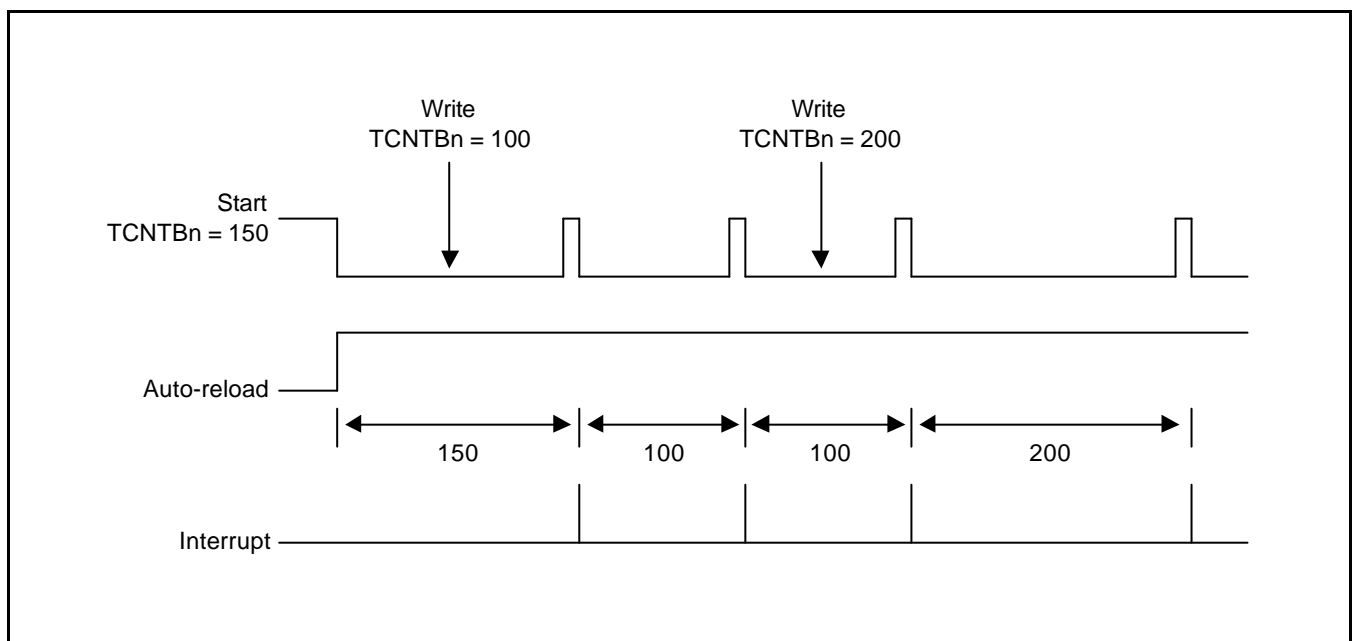 Write
TCNTBn = 100
Write
TCNTBn = 200
Start
TCNTBn = 150
Auto-reload
150
100
100
200
Interrupt